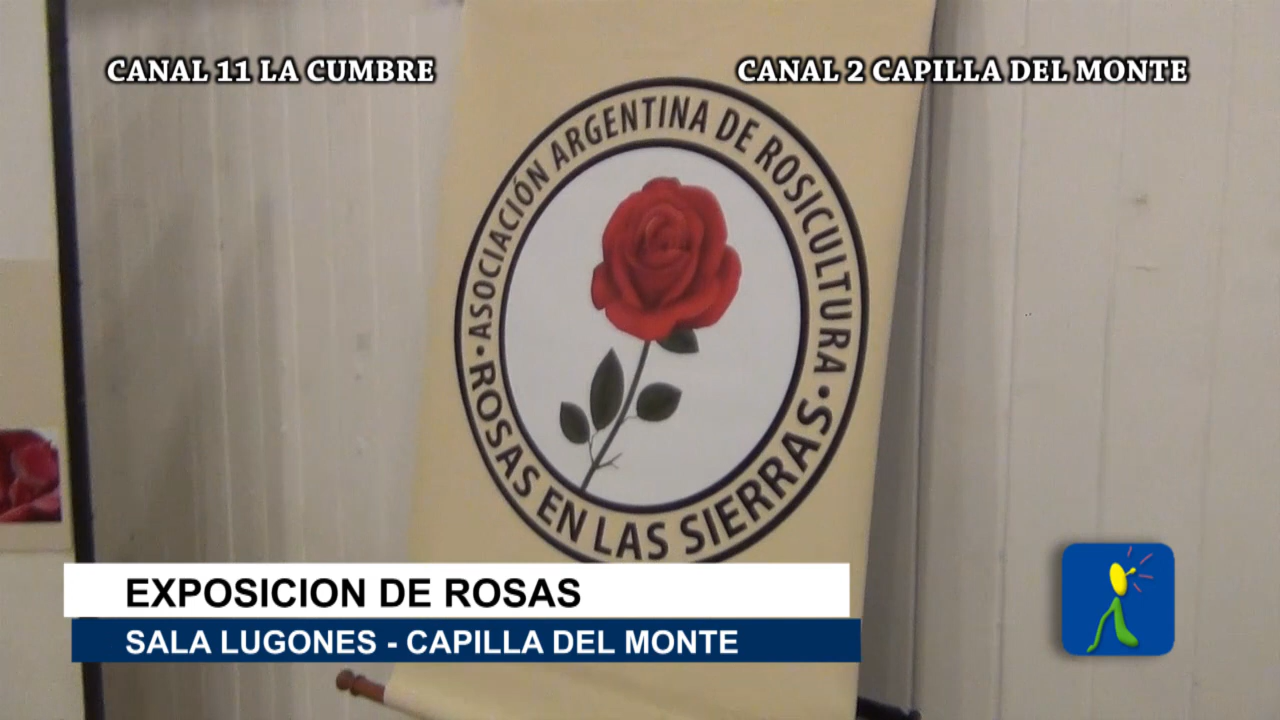 CANAL 11 LA CUMBRE
CANAL 2 CAPILLA DEL MONTE
• ASOCIACIÓN ARGENTINA DE ROSICULTURA •
ROSAS EN LAS SIERRAS
EXPOSICION DE ROSAS
SALA LUGONES - CAPILLA DEL MONTE